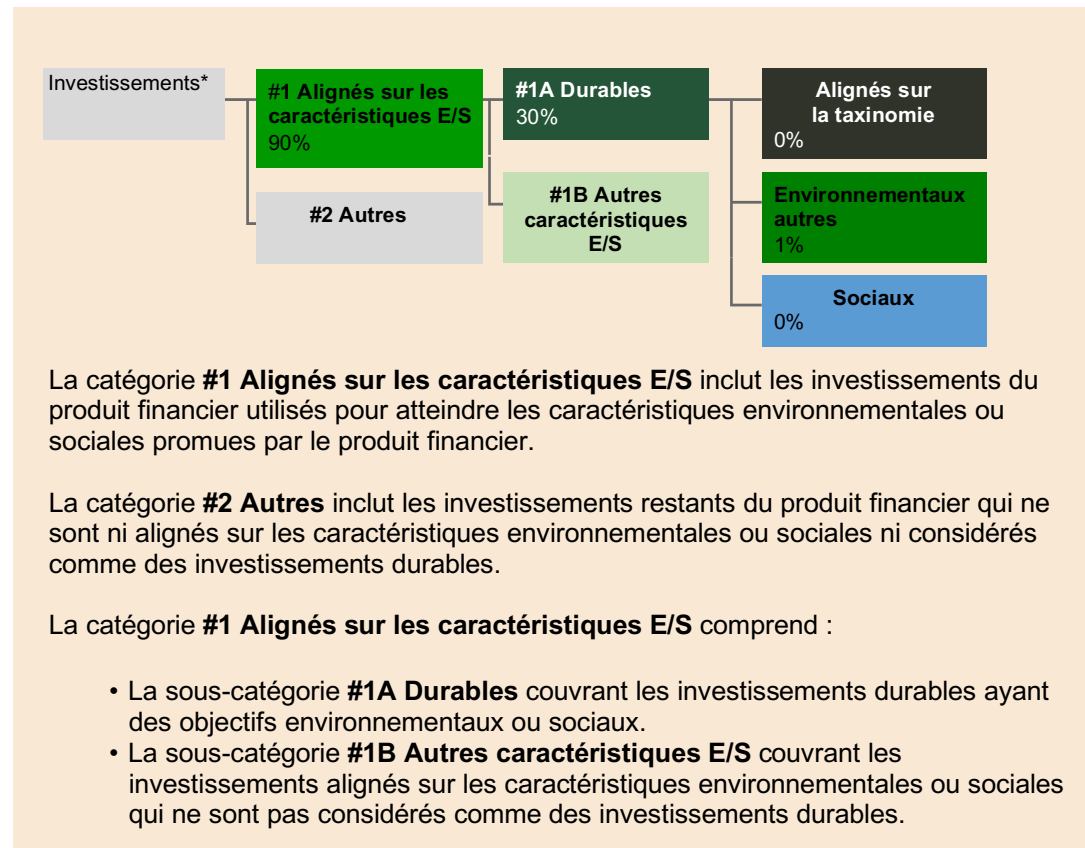 Investissements*
#1 Alignés sur les
caractéristiques E/S
90%
#2 Autres
#1A Durables
30%
#1B Autres
caractéristiques
E/S
Alignés sur
la taxinomie
0%
Environnementaux
autres
1%
Sociaux
0%
La catégorie #1 Alignés sur les caractéristiques E/S inclut les investissements du
produit financier utilisés pour atteindre les caractéristiques environnementales ou
sociales promues par le produit financier.
La catégorie #2 Autres inclut les investissements restants du produit financier qui ne
sont ni alignés sur les caractéristiques environnementales ou sociales ni considérés
comme des investissements durables.
La catégorie #1 Alignés sur les caractéristiques E/S comprend :
• La sous-catégorie #1A Durables couvrant les investissements durables ayant
des objectifs environnementaux ou sociaux.
• La sous-catégorie #1B Autres caractéristiques E/S couvrant les
investissements alignés sur les caractéristiques environnementales ou sociales
qui ne sont pas considérés comme des investissements durables.